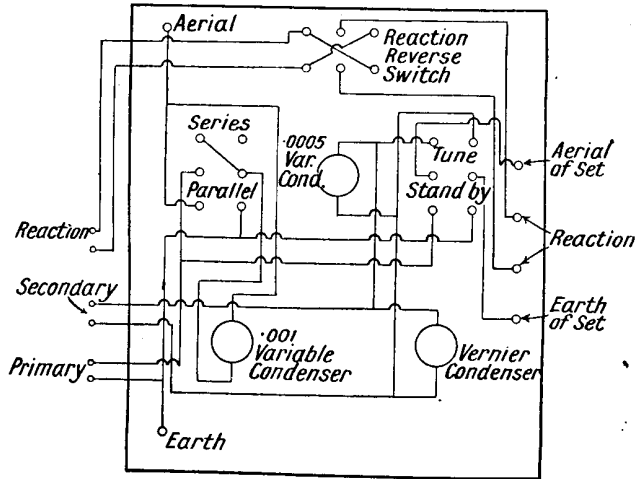 Aerial
Reaction
Reverse
Switch
Series
.0005
Var.
Cond.
Tune
Aerial
of Set
Parallel
Stand by
Reaction
Reaction
Secondary
Earth
of Set
.001
Variable
Condenser
Vernier
Condenser
Primary
Earth